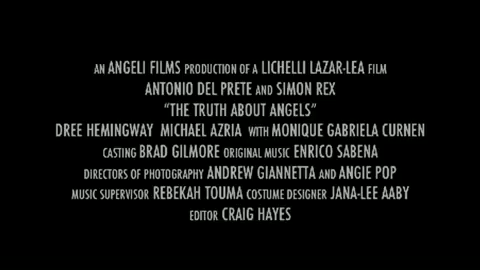 AN ANGELI FILMS PRODUCTION OF A LICHELLI LAZAR-LEA FILM
ANTONIO DEL PRETE AND SIMON REX
"THE TRUTH ABOUT ANGELS"
DREE HEMINGWAY MICHAEL AZRIA WITH MONIQUE GABRIELA CURNEN
CASTING BRAD GILMORE ORIGINAL MUSIC ENRICO SABENA
DIRECTORS OF PHOTOGRAPHY ANDREW GIANNETTA AND ANGIE POP
MUSIC SUPERVISOR REBEKAH TOUMA COSTUME DESIGNER JANA-LEE AABY
EDITOR CRAIG HAYES